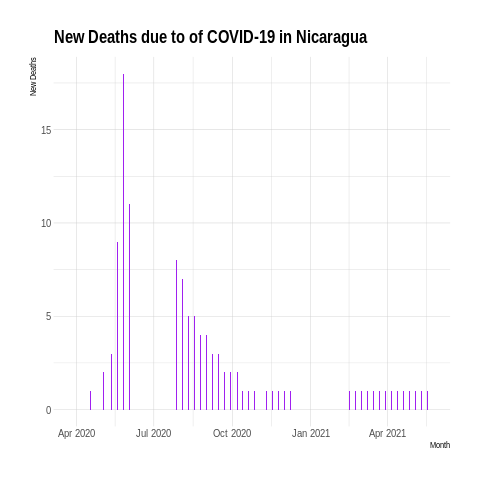 New Deaths due to of COVID-19 in Nicaragua
New Deaths
15
10
5
0
Apr 2020 Jul 2020 Oct 2020 Jan 2021 Apr 2021
Month